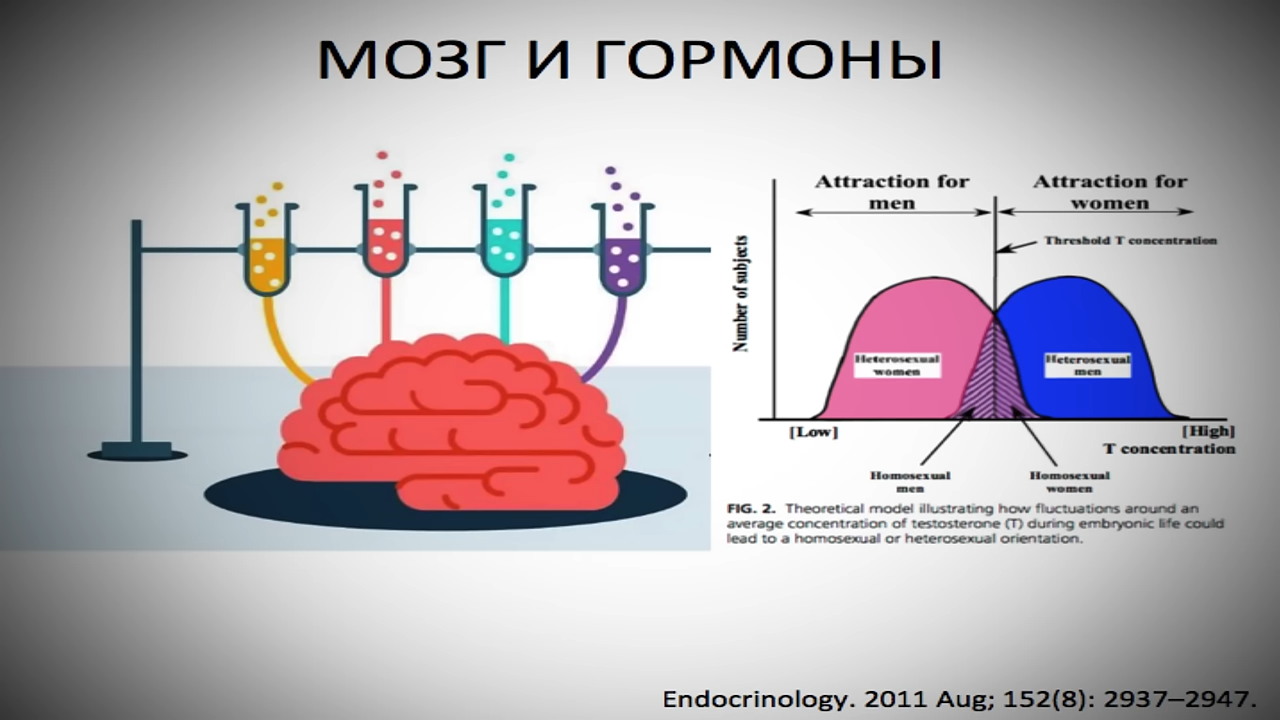 МОЗГ И ГОРМОНЫ
Attraction for
men
Attraction for
women
Threshold T concentration
Number of subjects
Heterosexual
women
Heterosexual
men
[Low]
[High]
T concentration
Homosexual
men
Homosexual
women
FIG. 2. Theoretical model illustrating how fluctuations around an
average concentration of testosterone (T) during embryonic life could
lead to a homosexual or heterosexual orientation.
Endocrinology. 2011 Aug; 152(8): 2937–2947.